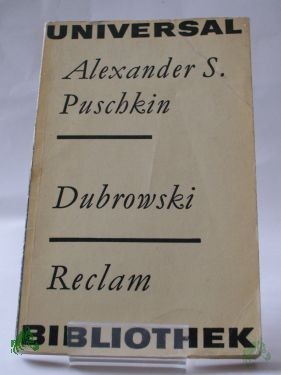 UNIVERSAL
Alexander S.
Puschkin
Dubrowski
Reclam
BIBLIOTHEK